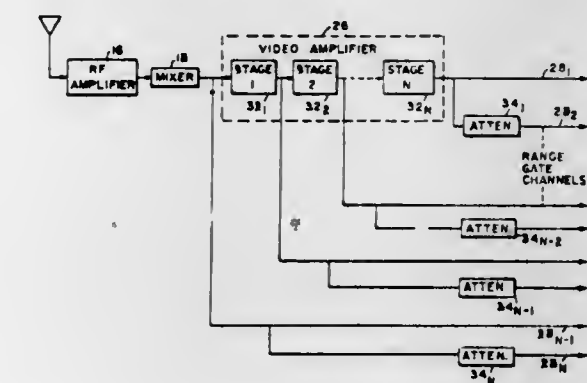 26
VIDEO AMPLIFIER
16
RF AMPLIFIER
18
MIXER
STAGE 1
32₁
STAGE 2
32₂
STAGE N
32N
28₁
34₁
ATTEN
28₂
RANGE GATE CHANNELS
ATTEN.
34N-2
ATTEN.
34N-1
28N-1
ATTEN.
34N
28N